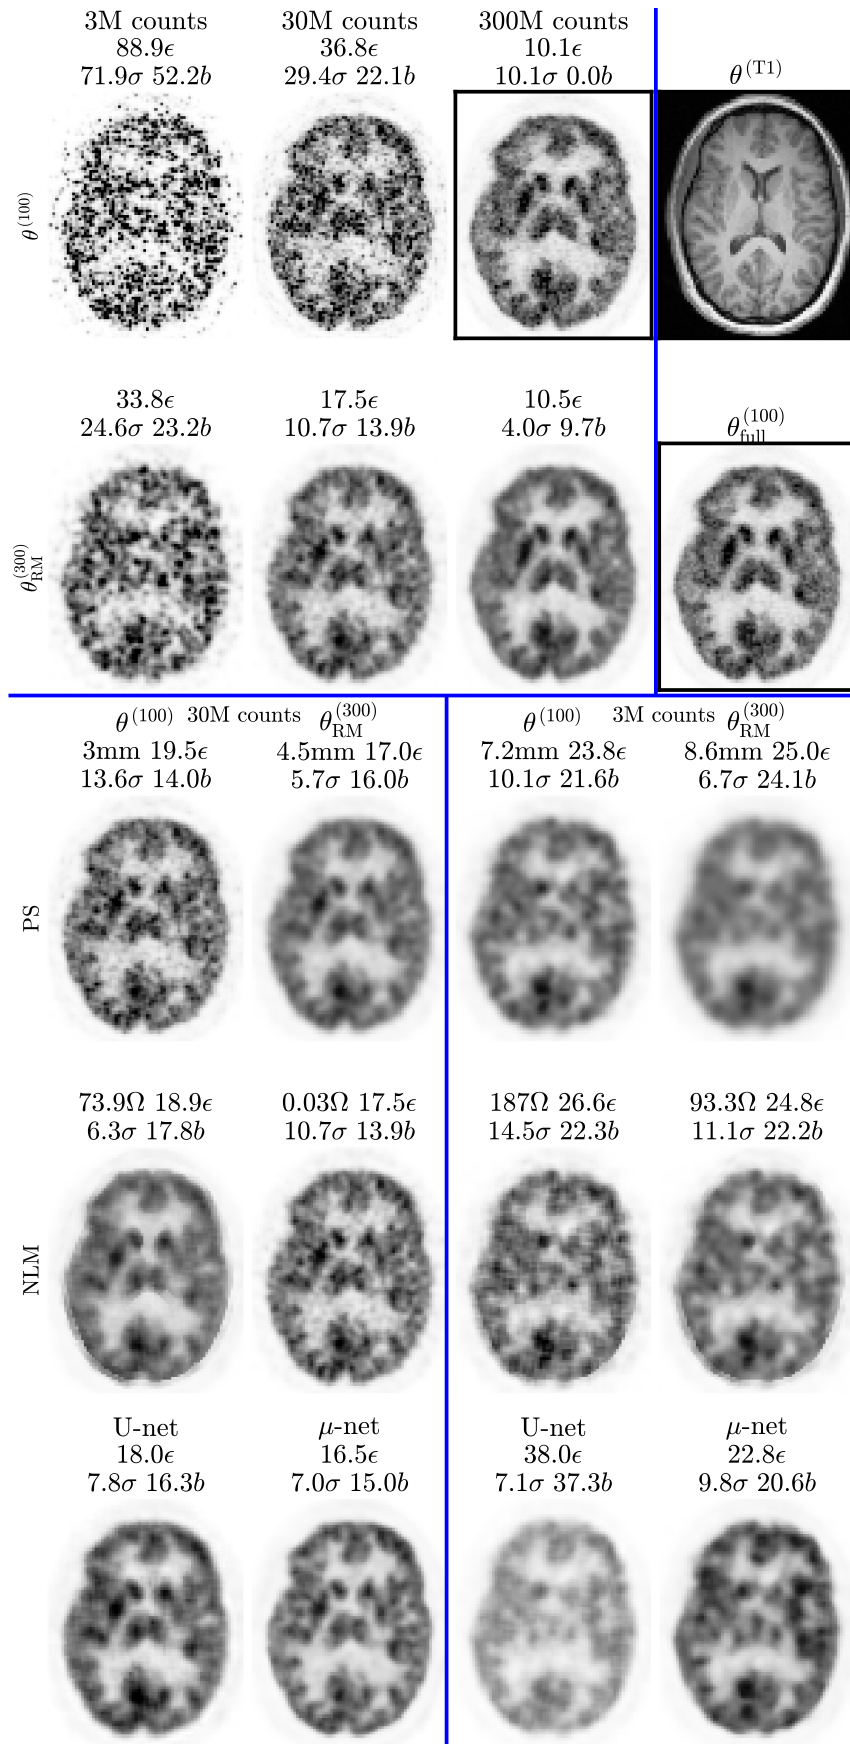 3M counts 30M counts 300M counts
88.9ϵ 36.8ϵ 10.1ϵ
71.9σ 52.2b 29.4σ 22.1b 10.1σ 0.0b θ^(T1)
θ^(100)
33.8ϵ 17.5ϵ 10.5ϵ
24.6σ 23.2b 10.7σ 13.9b 4.0σ 9.7b θ_full^(100)
θ_RM^(300)
θ^(100) 30M counts θ_RM^(300) θ^(100) 3M counts θ_RM^(300)
3mm 19.5ϵ 4.5mm 17.0ϵ 7.2mm 23.8ϵ 8.6mm 25.0ϵ
13.6σ 14.0b 5.7σ 16.0b 10.1σ 21.6b 6.7σ 24.1b
PS
73.9Ω 18.9ϵ 0.03Ω 17.5ϵ 187Ω 26.6ϵ 93.3Ω 24.8ϵ
6.3σ 17.8b 10.7σ 13.9b 14.5σ 22.3b 11.1σ 22.2b
NLM
U-net μ-net U-net μ-net
18.0ϵ 16.5ϵ 38.0ϵ 22.8ϵ
7.8σ 16.3b 7.0σ 15.0b 7.1σ 37.3b 9.8σ 20.6b